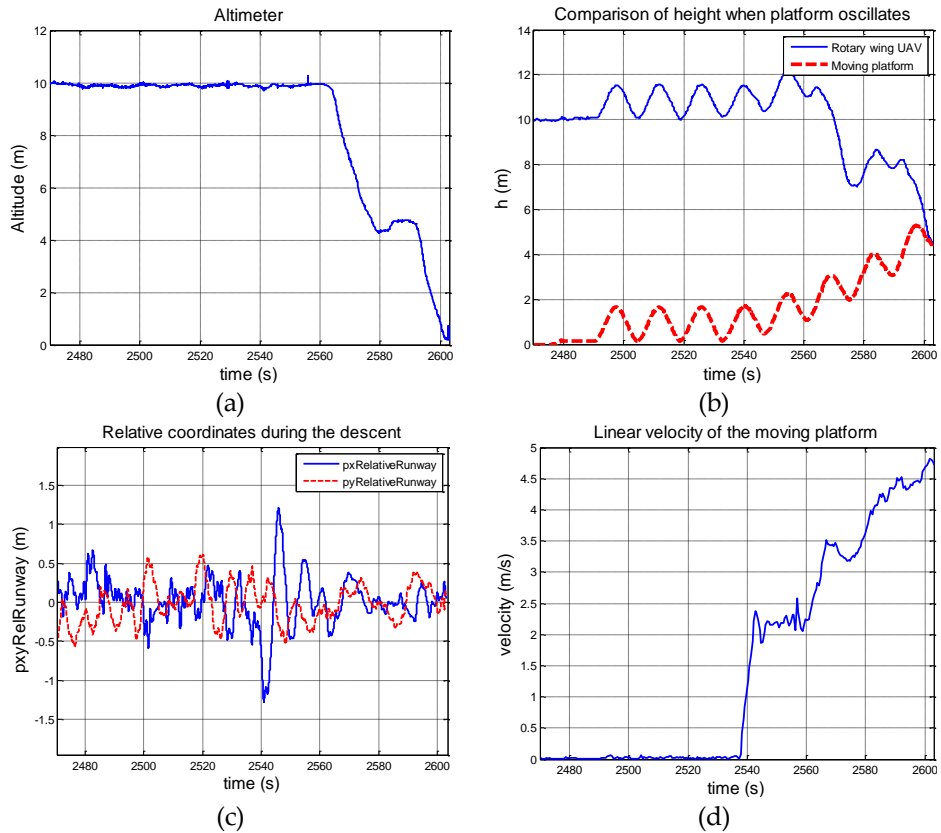 Altimeter
12
10
8
6
4
2
0
Altitude (m)
2480 2500 2520 2540 2560 2580 2600
time (s)
(a)
Comparison of height when platform oscillates
14
12
10
8
6
4
2
0
h (m)
Rotary wing UAV
Moving platform
2480 2500 2520 2540 2560 2580 2600
time (s)
(b)
Relative coordinates during the descent
1.5
1
0.5
0
-0.5
-1
-1.5
pxyRelRunway (m)
pxRelativeRunway
pyRelativeRunway
2480 2500 2520 2540 2560 2580 2600
time (s)
(c)
Linear velocity of the moving platform
5
4.5
4
3.5
3
2.5
2
1.5
1
0.5
0
velocity (m/s)
2480 2500 2520 2540 2560 2580 2600
time (s)
(d)